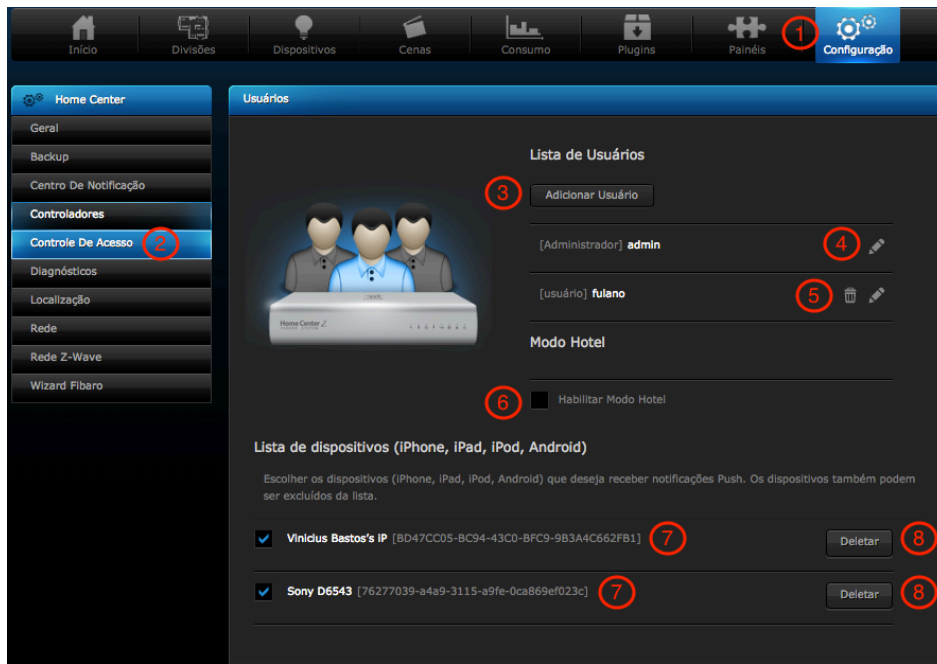 Início Divisões Dispositivos Cenas Consumo Plugins Painéis 1 Configuração
Home Center
Geral
Backup
Centro De Notificação
Controladores
Controle De Acesso 2
Diagnósticos
Localização
Rede
Rede Z-Wave
Wizard Fibaro
Usuários
Lista de Usuários
3 Adicionar Usuário
[Administrador] admin 4
[usuário] fulano 5
Home Center 2
Modo Hotel
6 Habilitar Modo Hotel
Lista de dispositivos (iPhone, iPad, iPod, Android)
Escolher os dispositivos (iPhone, iPad, iPod, Android) que deseja receber notificações Push. Os dispositivos também podem
ser excluídos da lista.
Vinicius Bastos's iP [BD47CC05-BC94-43C0-BFC9-9B3A4C662FB1] 7 Deletar 8
Sony D6543 [76277039-a4a9-3115-a9fe-0ca869ef023c] 7 Deletar 8